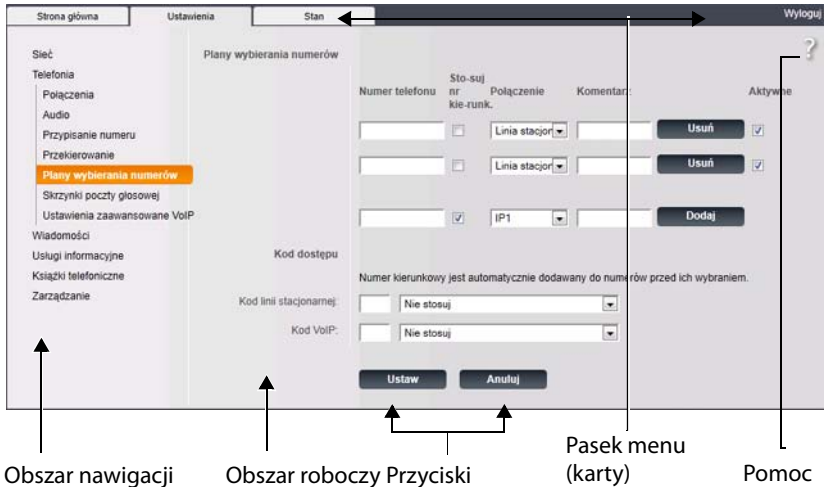 Strona główna Ustawienia Stan Wyloguj
Sieć
Telefonia
Połączenia
Audio
Przypisanie numeru
Przekierowanie
Plany wybierania numerów
Skrzynki poczty głosowej
Ustawienia zaawansowane VoIP
Wiadomości
Usługi informacyjne
Książki telefoniczne
Zarządzanie
Plany wybierania numerów
Numer telefonu Sto-suj nr kie-runk. Połączenie Komentarz: Aktywne
Linia stacjor Usuń
Linia stacjor Usuń
IP1 Dodaj
Kod dostępu
Numer kierunkowy jest automatycznie dodawany do numerów przed ich wybraniem.
Kod linii stacjonarnej: Nie stosuj
Kod VoIP: Nie stosuj
Ustaw Anuluj
?
Obszar nawigacji Obszar roboczy Przyciski
Pasek menu
(karty)
Pomoc